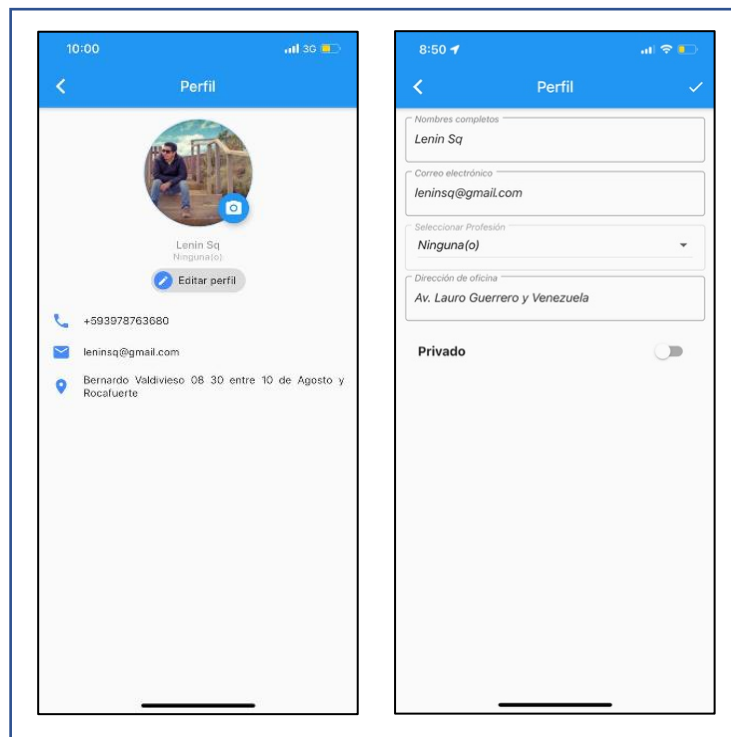 10:00
3G
Perfil
Lenin Sq
Ninguna(o)
Editar perfil
+593978763680
leninsq@gmail.com
Bernardo Valdivieso 08 30 entre 10 de Agosto y
Rocafuerte
8:50
Perfil
Nombres completos
Lenin Sq
Correo electrónico
leninsq@gmail.com
Seleccionar Profesión
Ninguna(o)
Dirección de oficina
Av. Lauro Guerrero y Venezuela
Privado